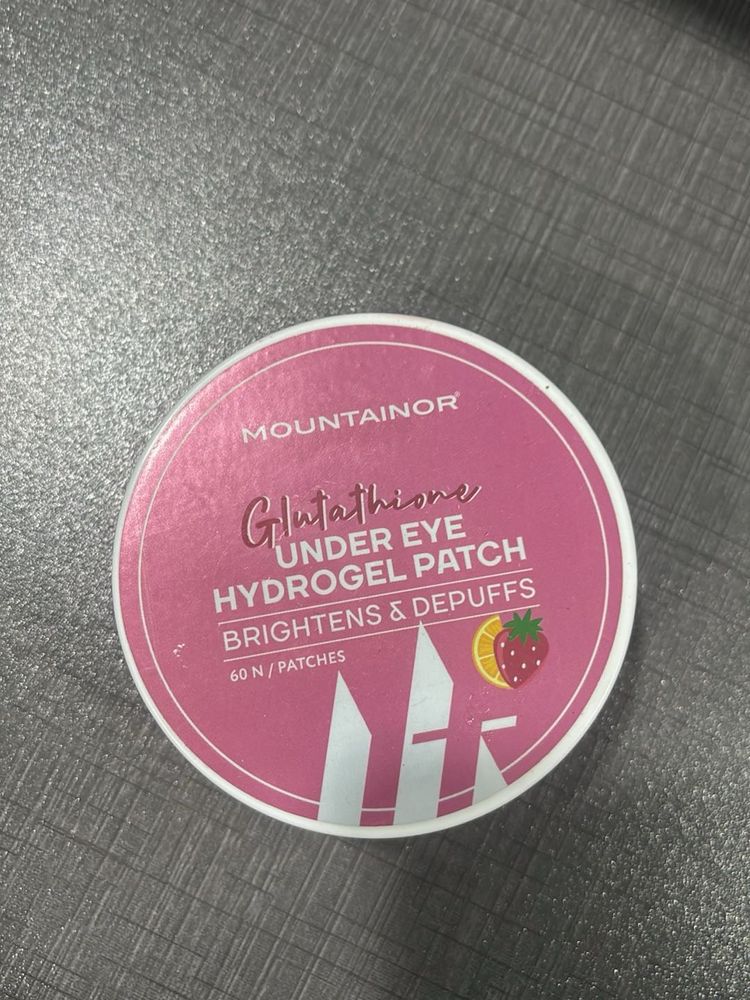 MOUNTAINOR®
Glutathione
UNDER EYE
HYDROGEL PATCH
BRIGHTENS & DEPUFFS
60 N / PATCHES